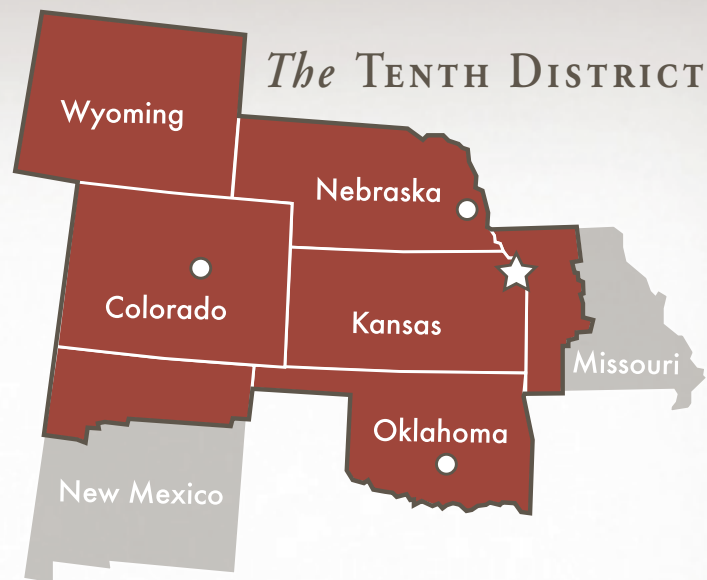 The TENTH DISTRICT
Wyoming
Nebraska
Colorado
Kansas
Missouri
Oklahoma
New Mexico